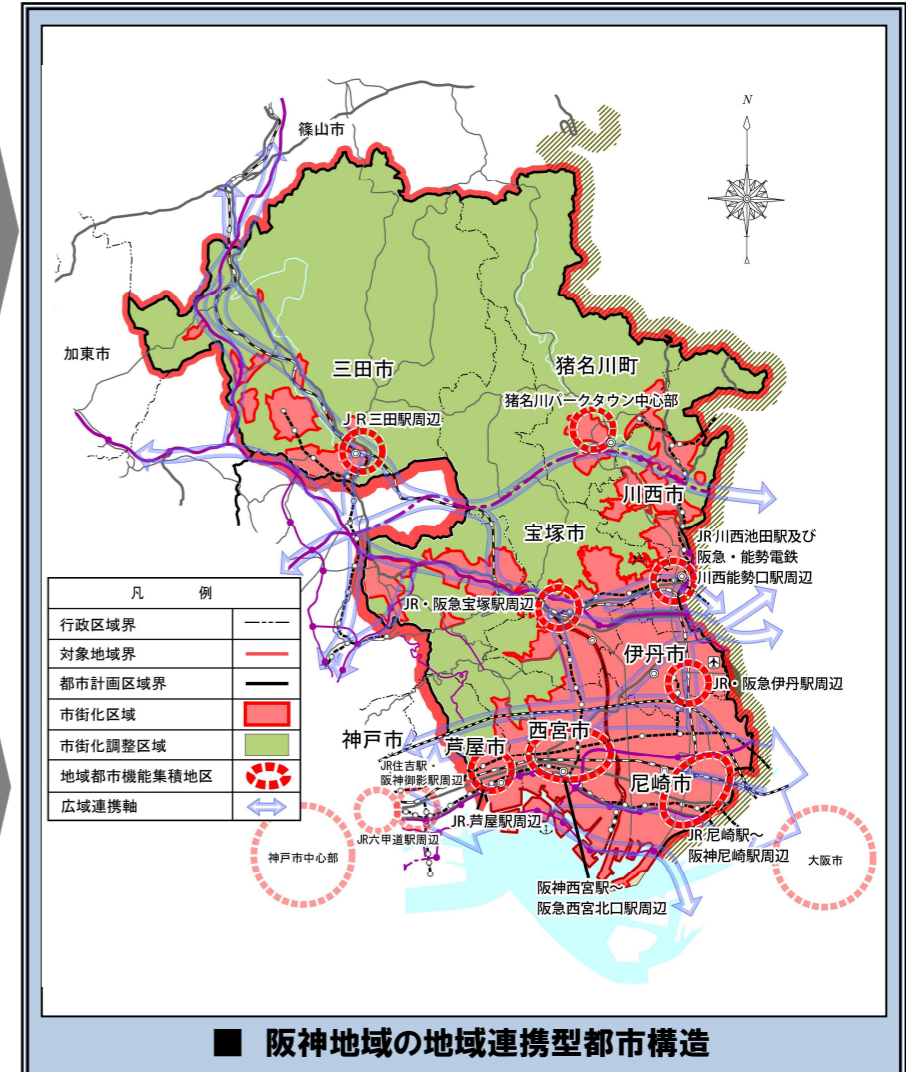 N
篠山市
加東市
三田市
猪名川町
猪名川パークタウン中心部
JR三田駅周辺
川西市
宝塚市
JR川西池田駅及び
阪急・能勢電鉄
川西能勢口駅周辺
JR・阪急宝塚駅周辺
伊丹市
JR・阪急伊丹駅周辺
凡 例
行政区域界
対象地域界
都市計画区域界
市街化区域
市街化調整区域
地域都市機能集積地区
広域連携軸
神戸市
芦屋市
西宮市
尼崎市
JR住吉駅・
阪神御影駅周辺
JR芦屋駅周辺
JR六甲道駅周辺
神戸市中心部
JR尼崎駅～
阪神尼崎駅周辺
大阪市
阪神西宮駅～
阪急西宮北口駅周辺
■ 阪神地域の地域連携型都市構造